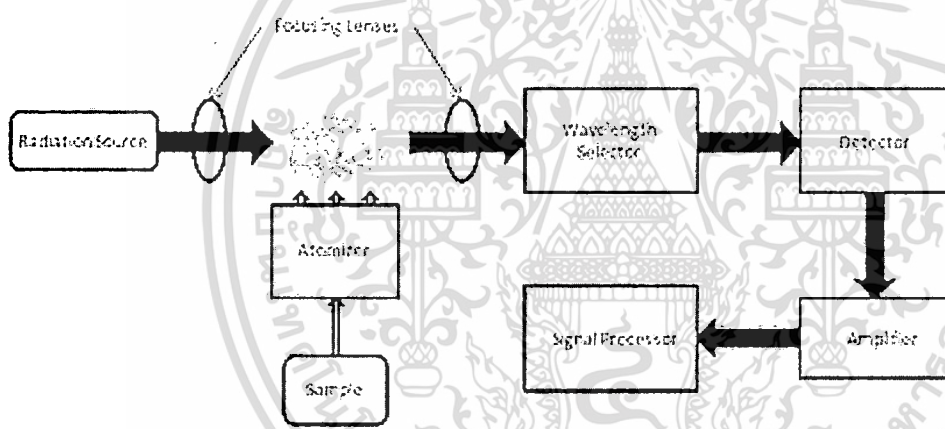 Focusing Lenses
Radiation Source
Wavelength
Selector
Detector
Atomizer
Signal Processor
Amplifier
Sample